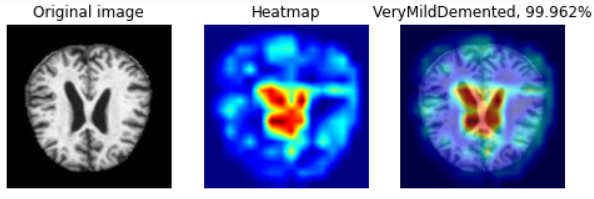 Original image
Heatmap
VeryMildDemented, 99.962%